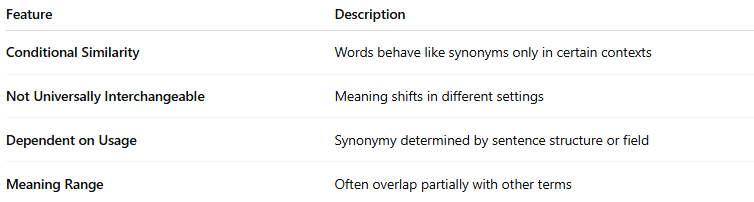 Feature Description
Conditional Similarity Words behave like synonyms only in certain contexts
Not Universally Interchangeable Meaning shifts in different settings
Dependent on Usage Synonymy determined by sentence structure or field
Meaning Range Often overlap partially with other terms